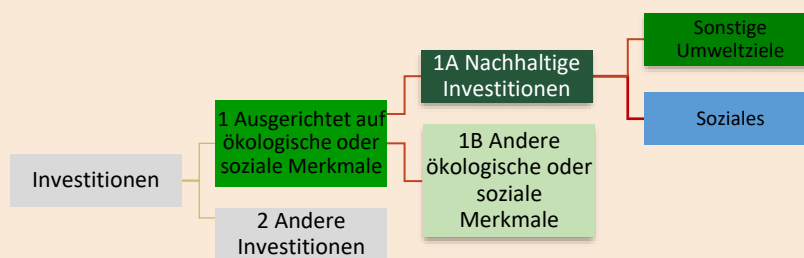 Investitionen
1 Ausgerichtet auf
ökologische oder
soziale Merkmale
2 Andere
Investitionen
1A Nachhaltige
Investitionen
1B Andere
ökologische oder
soziale
Merkmale
Sonstige
Umweltziele
Soziales